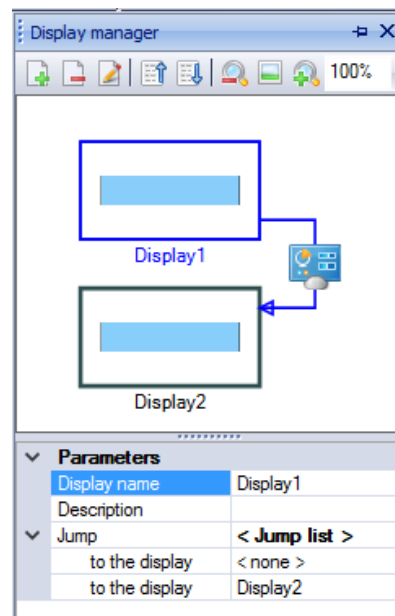 Display manager
100%
Display1
Display2
Parameters
Display name Display1
Description
Jump < Jump list >
to the display < none >
to the display Display2